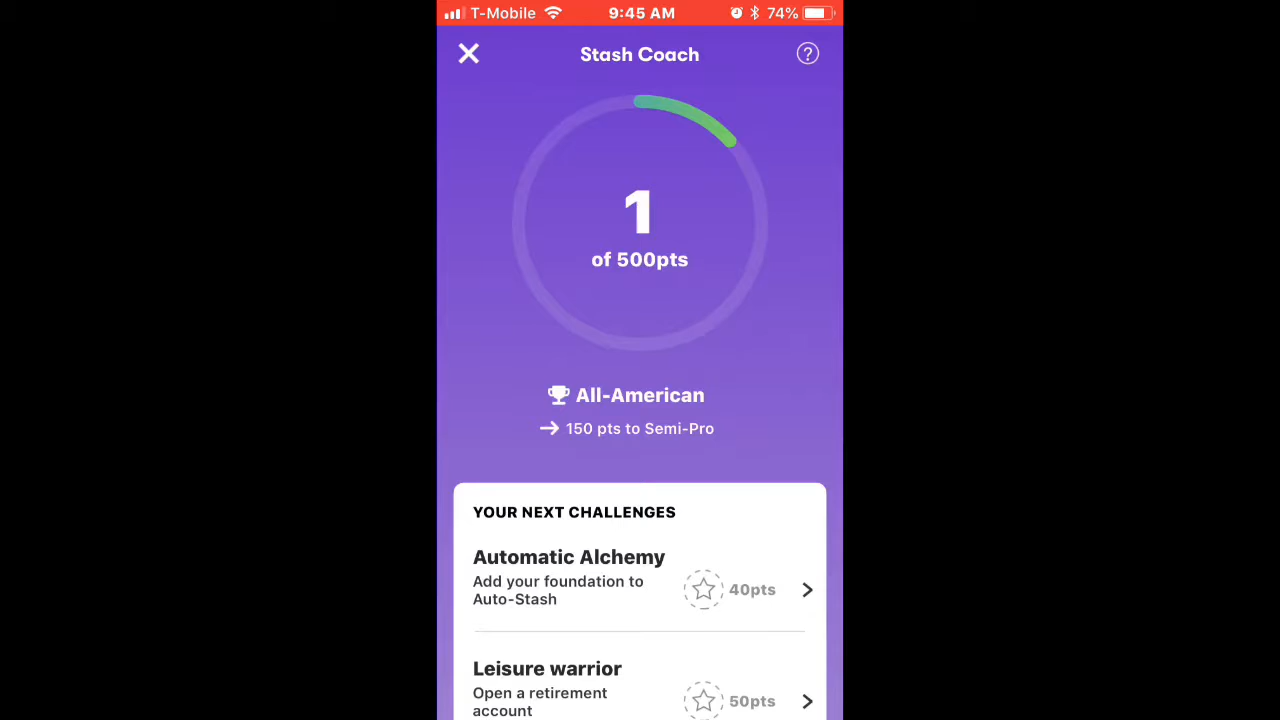 T-Mobile 9:45 AM 74%
Stash Coach ?
1
of 500pts
All-American
→ 150 pts to Semi-Pro
YOUR NEXT CHALLENGES
Automatic Alchemy
Add your foundation to
Auto-Stash
40pts
Leisure warrior
Open a retirement
account
50pts